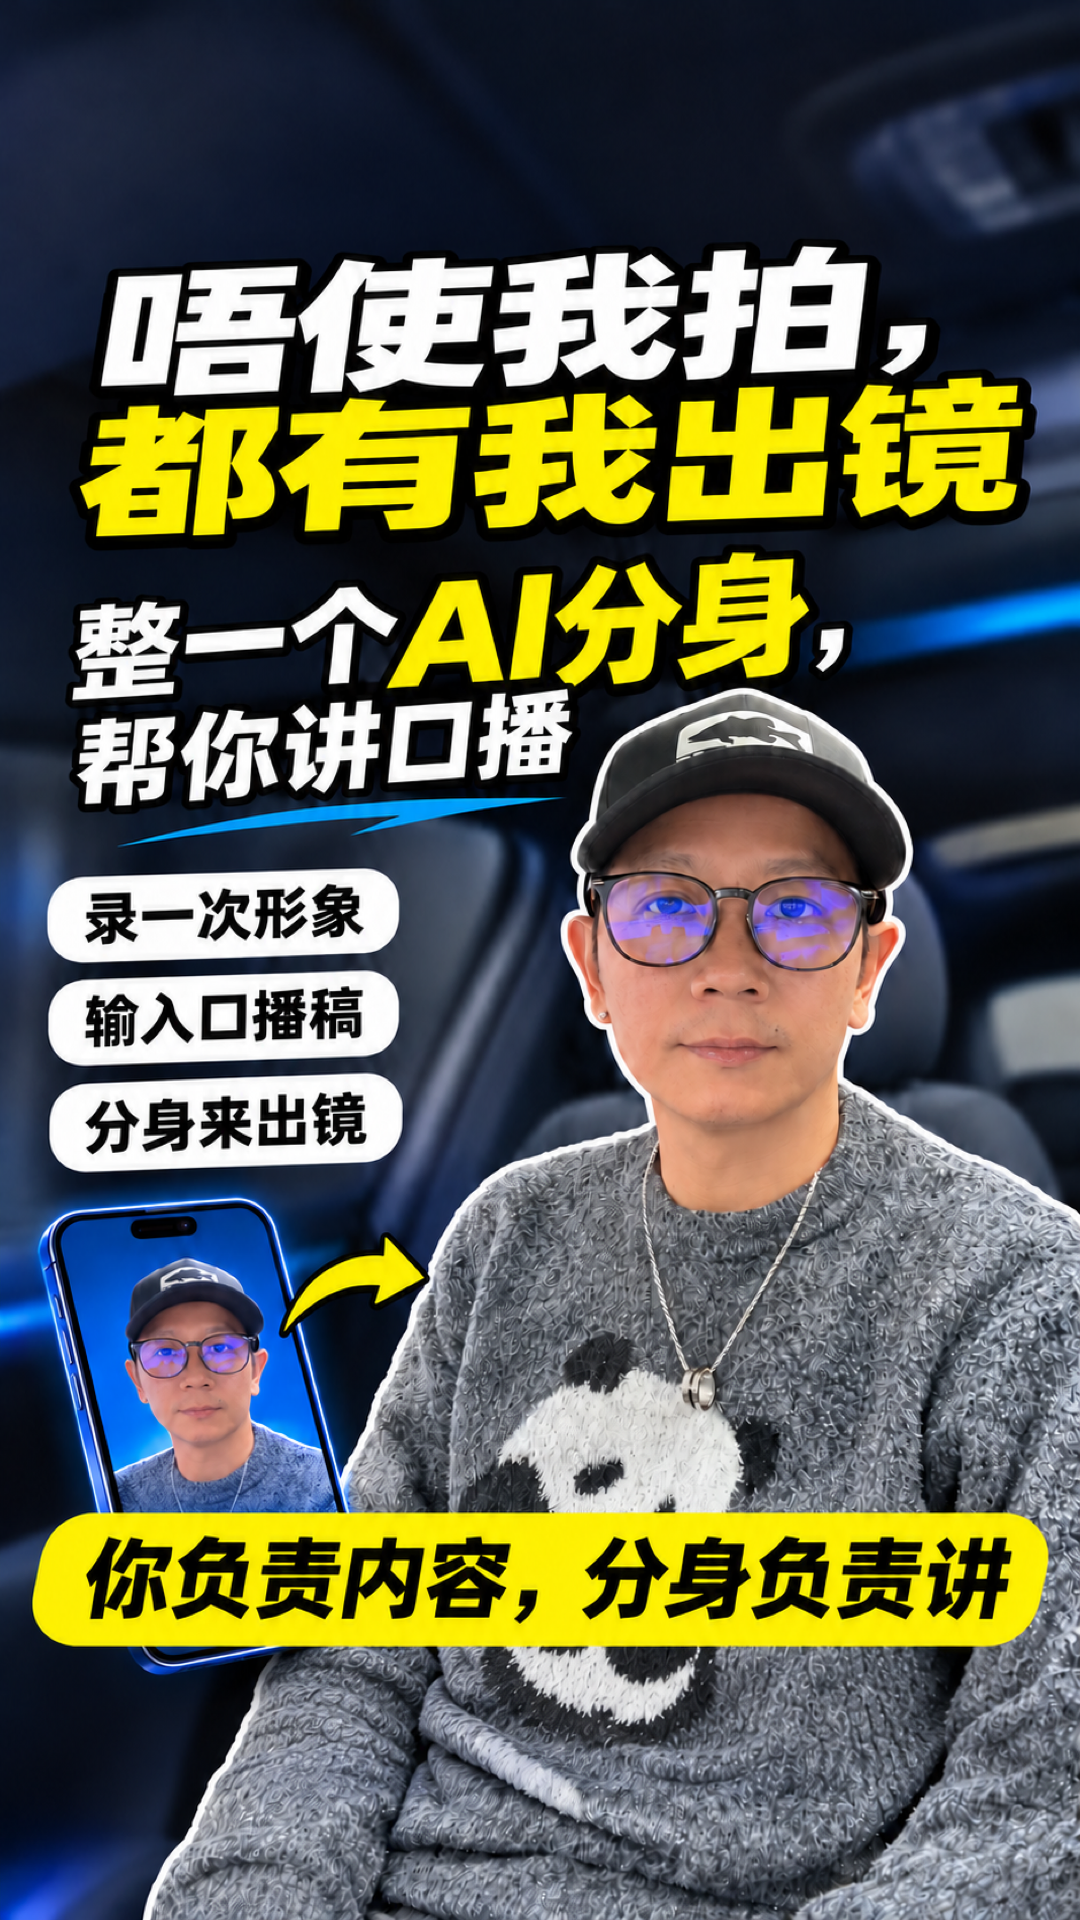 唔使我拍，
都有我出镜
整一个AI分身，
帮你讲口播
录一次形象
输入口播稿
分身来出镜
你负责内容，分身负责讲